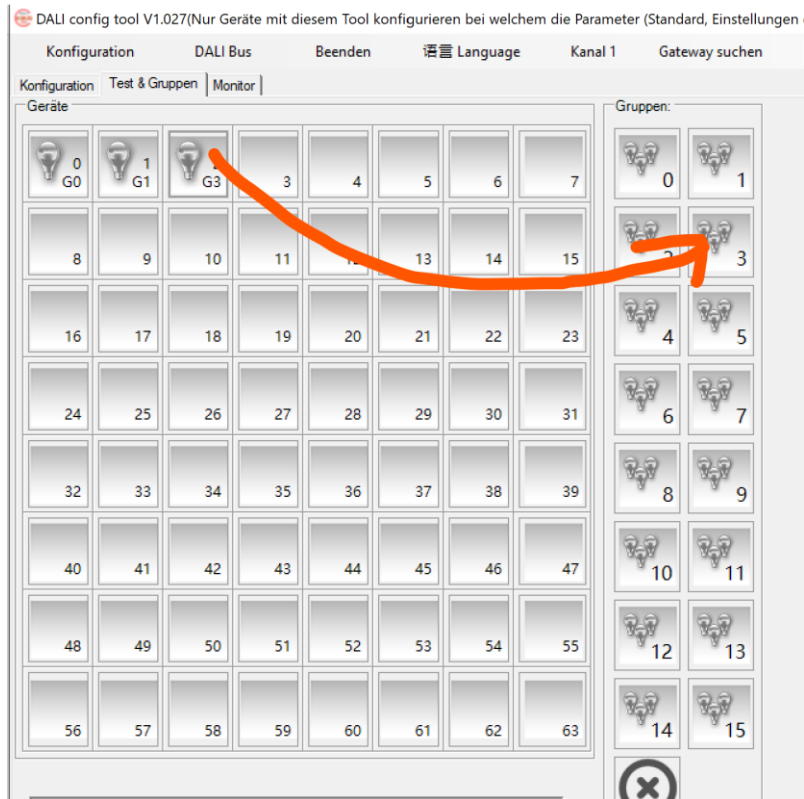 DALI config tool V1.027(Nur Geräte mit diesem Tool konfigurieren bei welchem die Parameter (Standard, Einstellungen
Konfiguration DALI Bus Beenden 语言 Language Kanal 1 Gateway suchen
Konfiguration Test & Gruppen Monitor
Geräte Gruppen:
0 1 0 1
G0 G1 G3 3 4 5 6 7
8 9 10 11 13 14 15 3
16 17 18 19 20 21 22 23 4 5
24 25 26 27 28 29 30 31 6 7
32 33 34 35 36 37 38 39 8 9
40 41 42 43 44 45 46 47 10 11
48 49 50 51 52 53 54 55 12 13
56 57 58 59 60 61 62 63 14 15